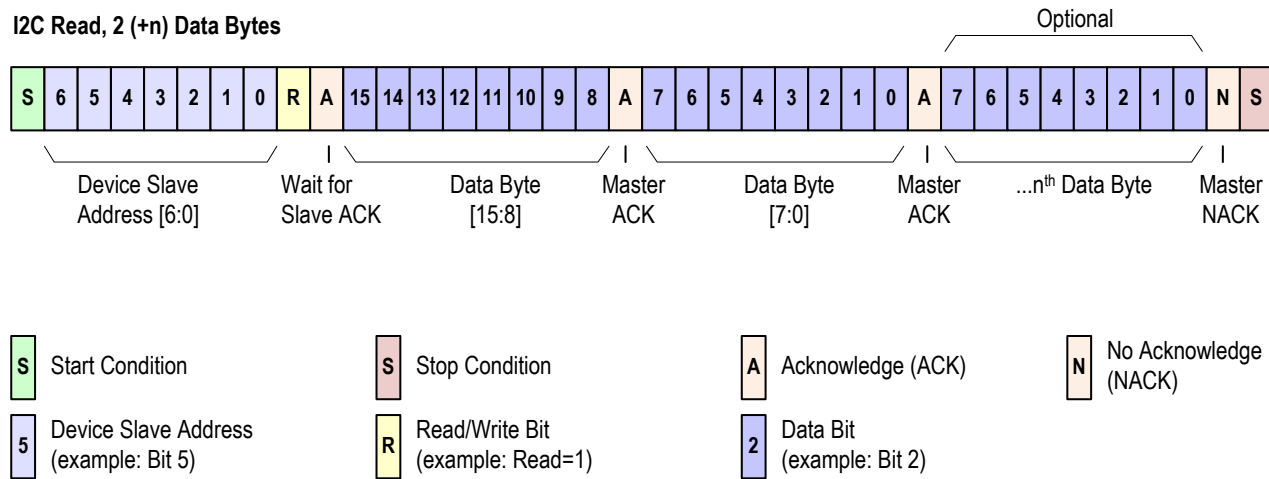 I2C Read, 2 (+n) Data Bytes
Optional
S 6 5 4 3 2 1 0 R A 15 14 13 12 11 10 9 8 A 7 6 5 4 3 2 1 0 A 7 6 5 4 3 2 1 0 N S
Device Slave Wait for Data Byte Master Data Byte Master ...nth Data Byte Master
Address [6:0] Slave ACK [15:8] ACK [7:0] ACK NACK
S Start Condition
S Stop Condition
A Acknowledge (ACK)
N No Acknowledge
(NACK)
5 Device Slave Address
(example: Bit 5)
R Read/Write Bit
(example: Read=1)
2 Data Bit
(example: Bit 2)